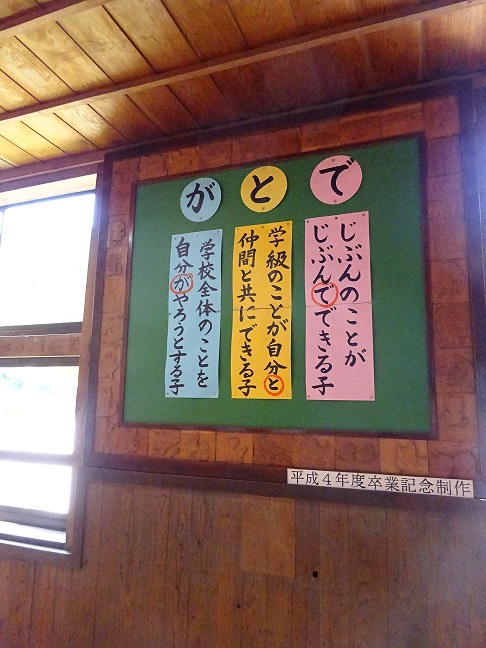 で
じぶんのことが
じぶんでできる子
と
学級のことが自分と
仲間と共にできる子
が
学校全体のことを
自分がやろうとする子
平成4年度卒業記念制作